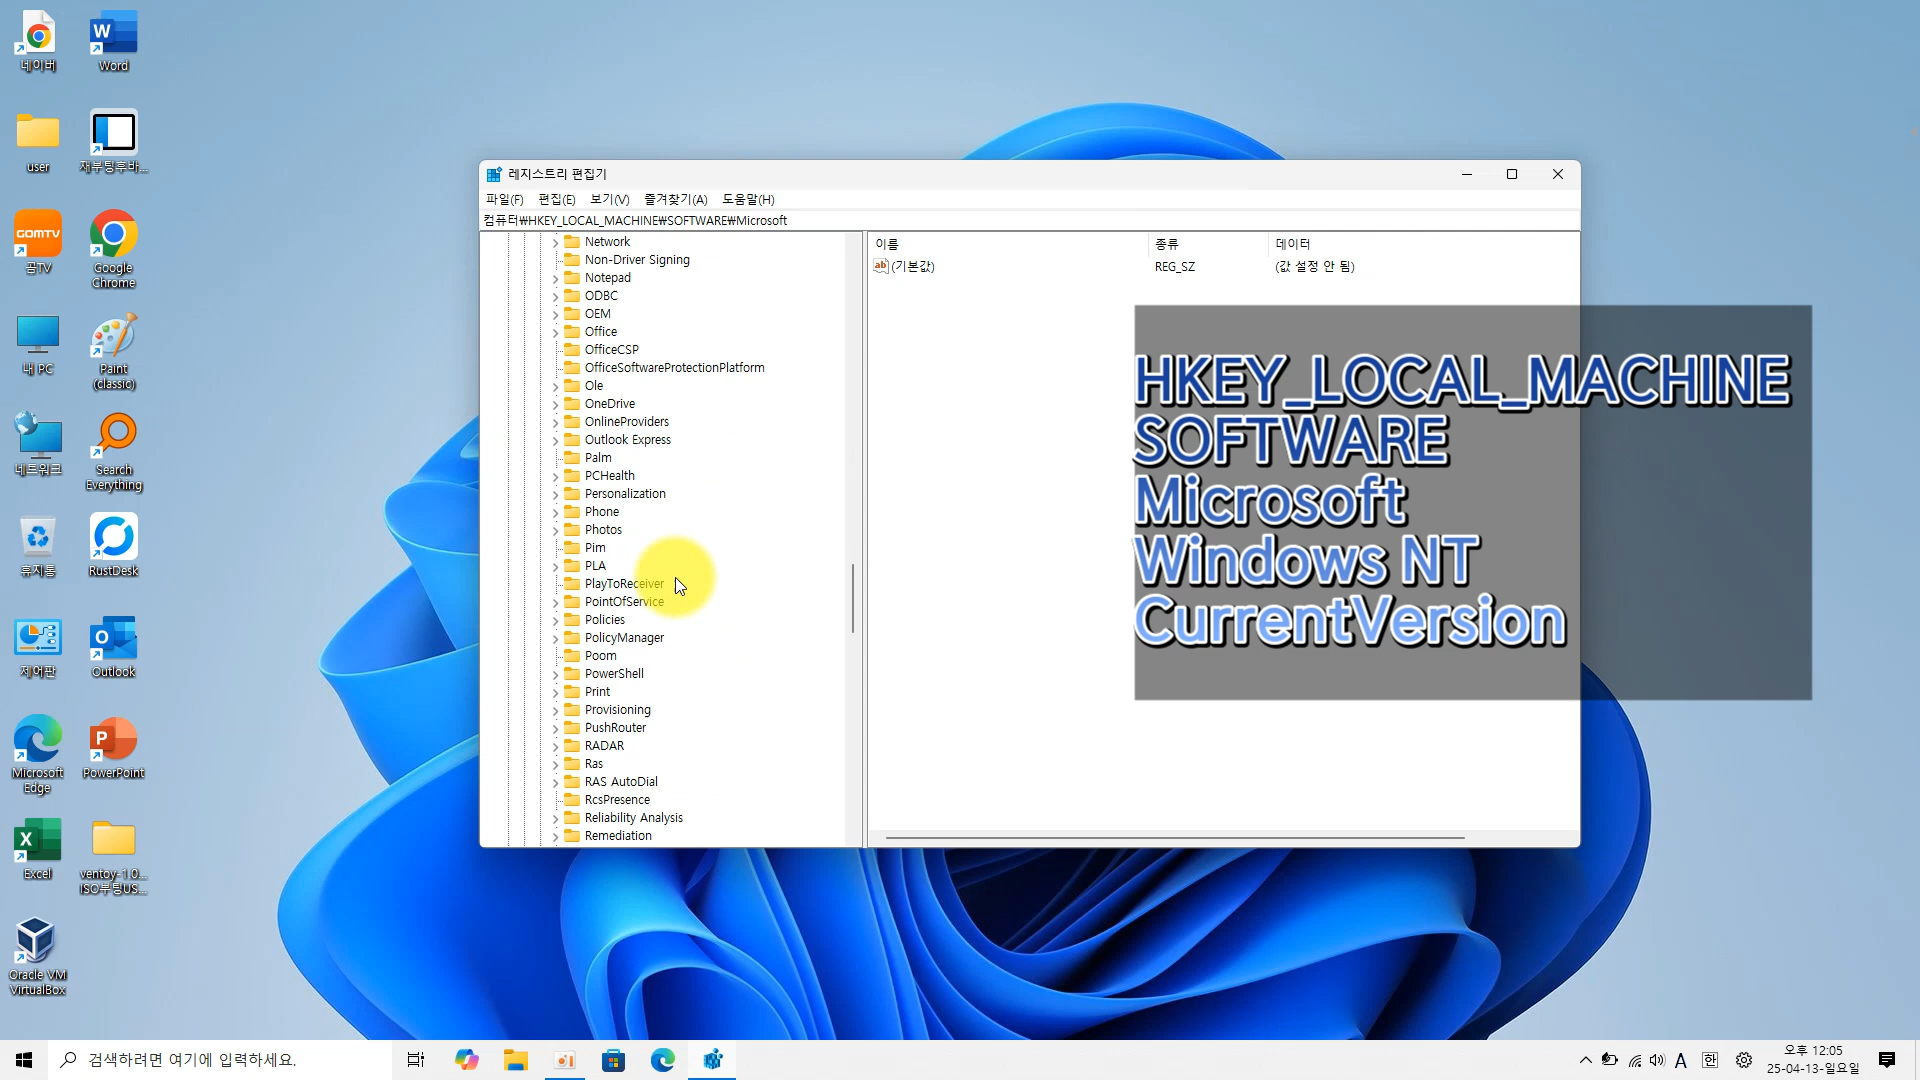 네이버
Word
user
재부팅후바...
곰TV
Google
Chrome
내 PC
Paint
(classic)
네트워크
Search
Everything
휴지통
RustDesk
제어판
Outlook
Microsoft
Edge
PowerPoint
Excel
ventoy-1.0...
ISO부팅US...
Oracle VM
VirtualBox
레지스트리 편집기
파일(F) 편집(E) 보기(V) 즐겨찾기(A) 도움말(H)
컴퓨터₩HKEY_LOCAL_MACHINE₩SOFTWARE₩Microsoft
Network
Non-Driver Signing
Notepad
ODBC
OEM
Office
OfficeCSP
OfficeSoftwareProtectionPlatform
Ole
OneDrive
OnlineProviders
Outlook Express
Palm
PCHealth
Personalization
Phone
Photos
Pim
PLA
PlayToReceiver
PointOfService
Policies
PolicyManager
Poom
PowerShell
Print
Provisioning
PushRouter
RADAR
Ras
RAS AutoDial
RcsPresence
Reliability Analysis
Remediation
이름 종류 데이터
ab (기본값) REG_SZ (값 설정 안 됨)
HKEY_LOCAL_MACHINE
SOFTWARE
Microsoft
Windows NT
CurrentVersion
검색하려면 여기에 입력하세요.
A 한
오후 12:05
25-04-13-일요일